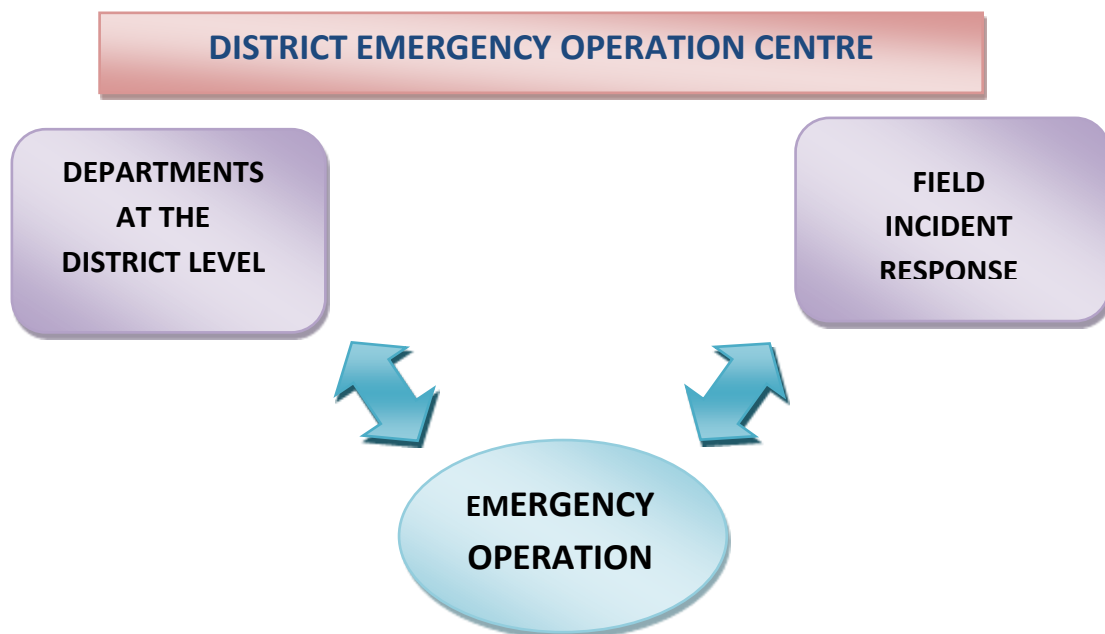 DISTRICT EMERGENCY OPERATION CENTRE
DEPARTMENTS
AT THE
DISTRICT LEVEL
FIELD
INCIDENT
RESPONSE
EMERGENCY
OPERATION